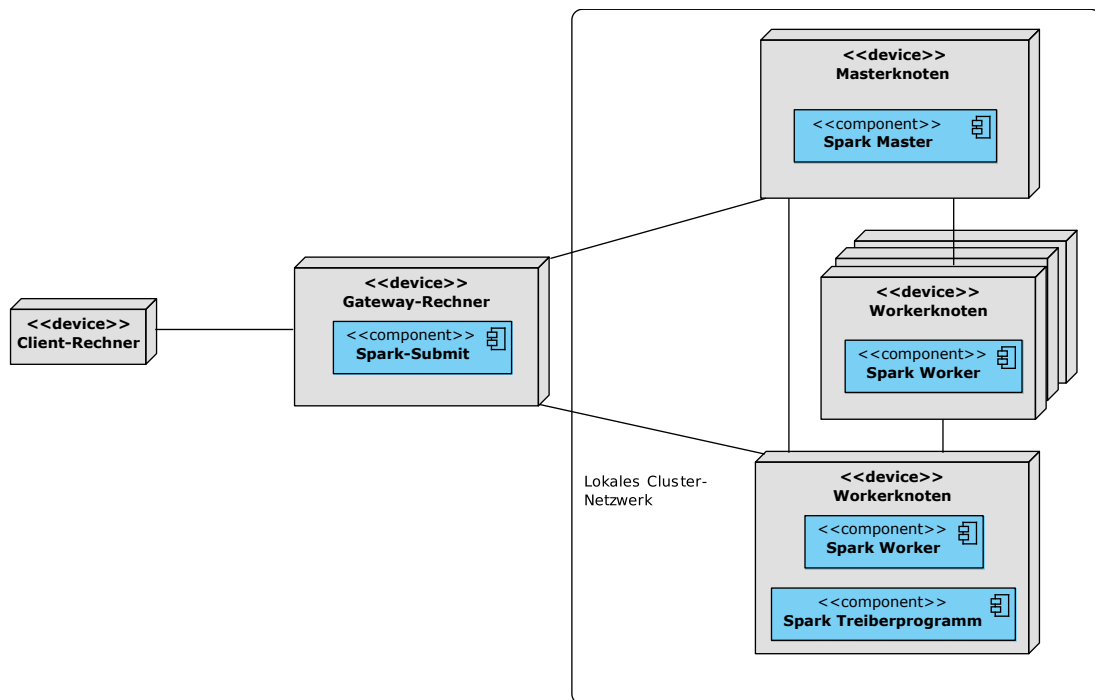 <<device>>
Masterknoten
<<component>>
Spark Master
<<device>>
Gateway-Rechner
<<component>>
Spark-Submit
<<device>>
Client-Rechner
<<device>>
Workerknoten
<<component>>
Spark Worker
Lokales Cluster-
Netzwerk
<<device>>
Workerknoten
<<component>>
Spark Worker
<<component>>
Spark Treiberprogramm